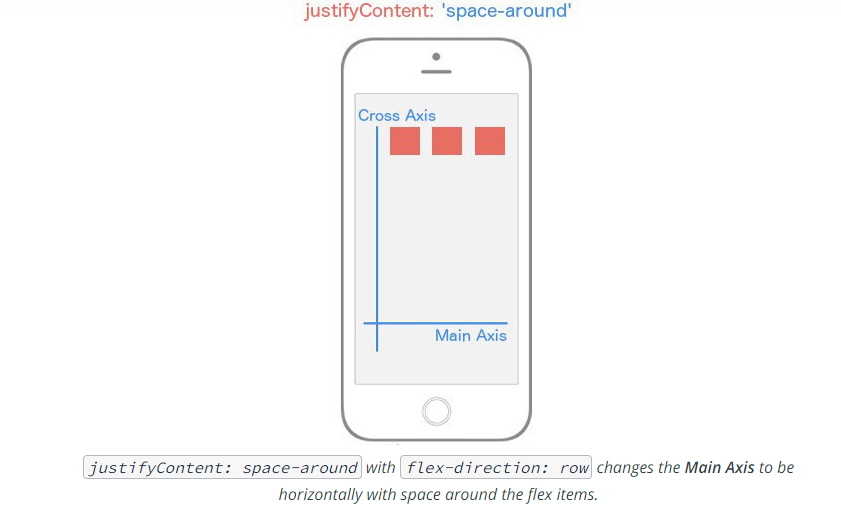 justifyContent: 'space-around'
Cross Axis
Main Axis
justifyContent: space-around with flex-direction: row changes the Main Axis to be
horizontally with space around the flex items.